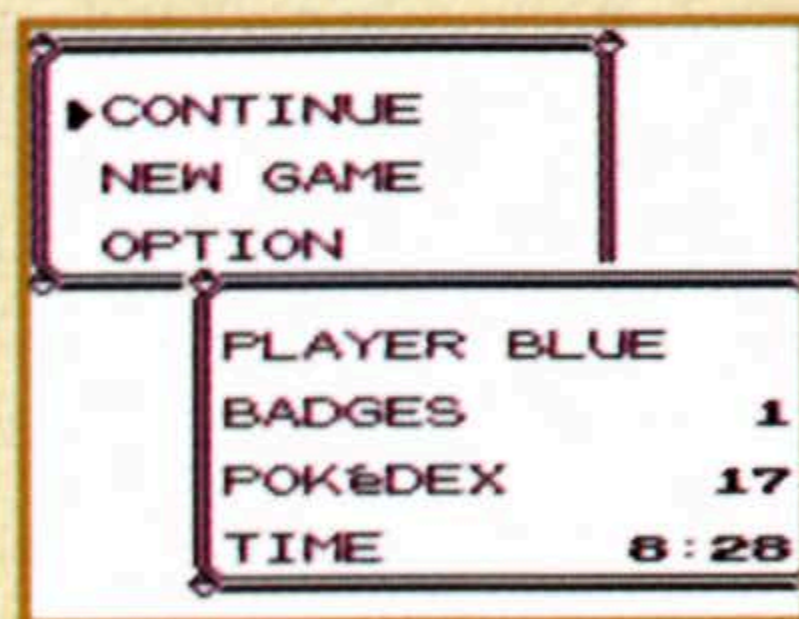 ▶CONTINUE
NEW GAME
OPTION
PLAYER BLUE
BADGES 1
POKéDEX 17
TIME 8:28